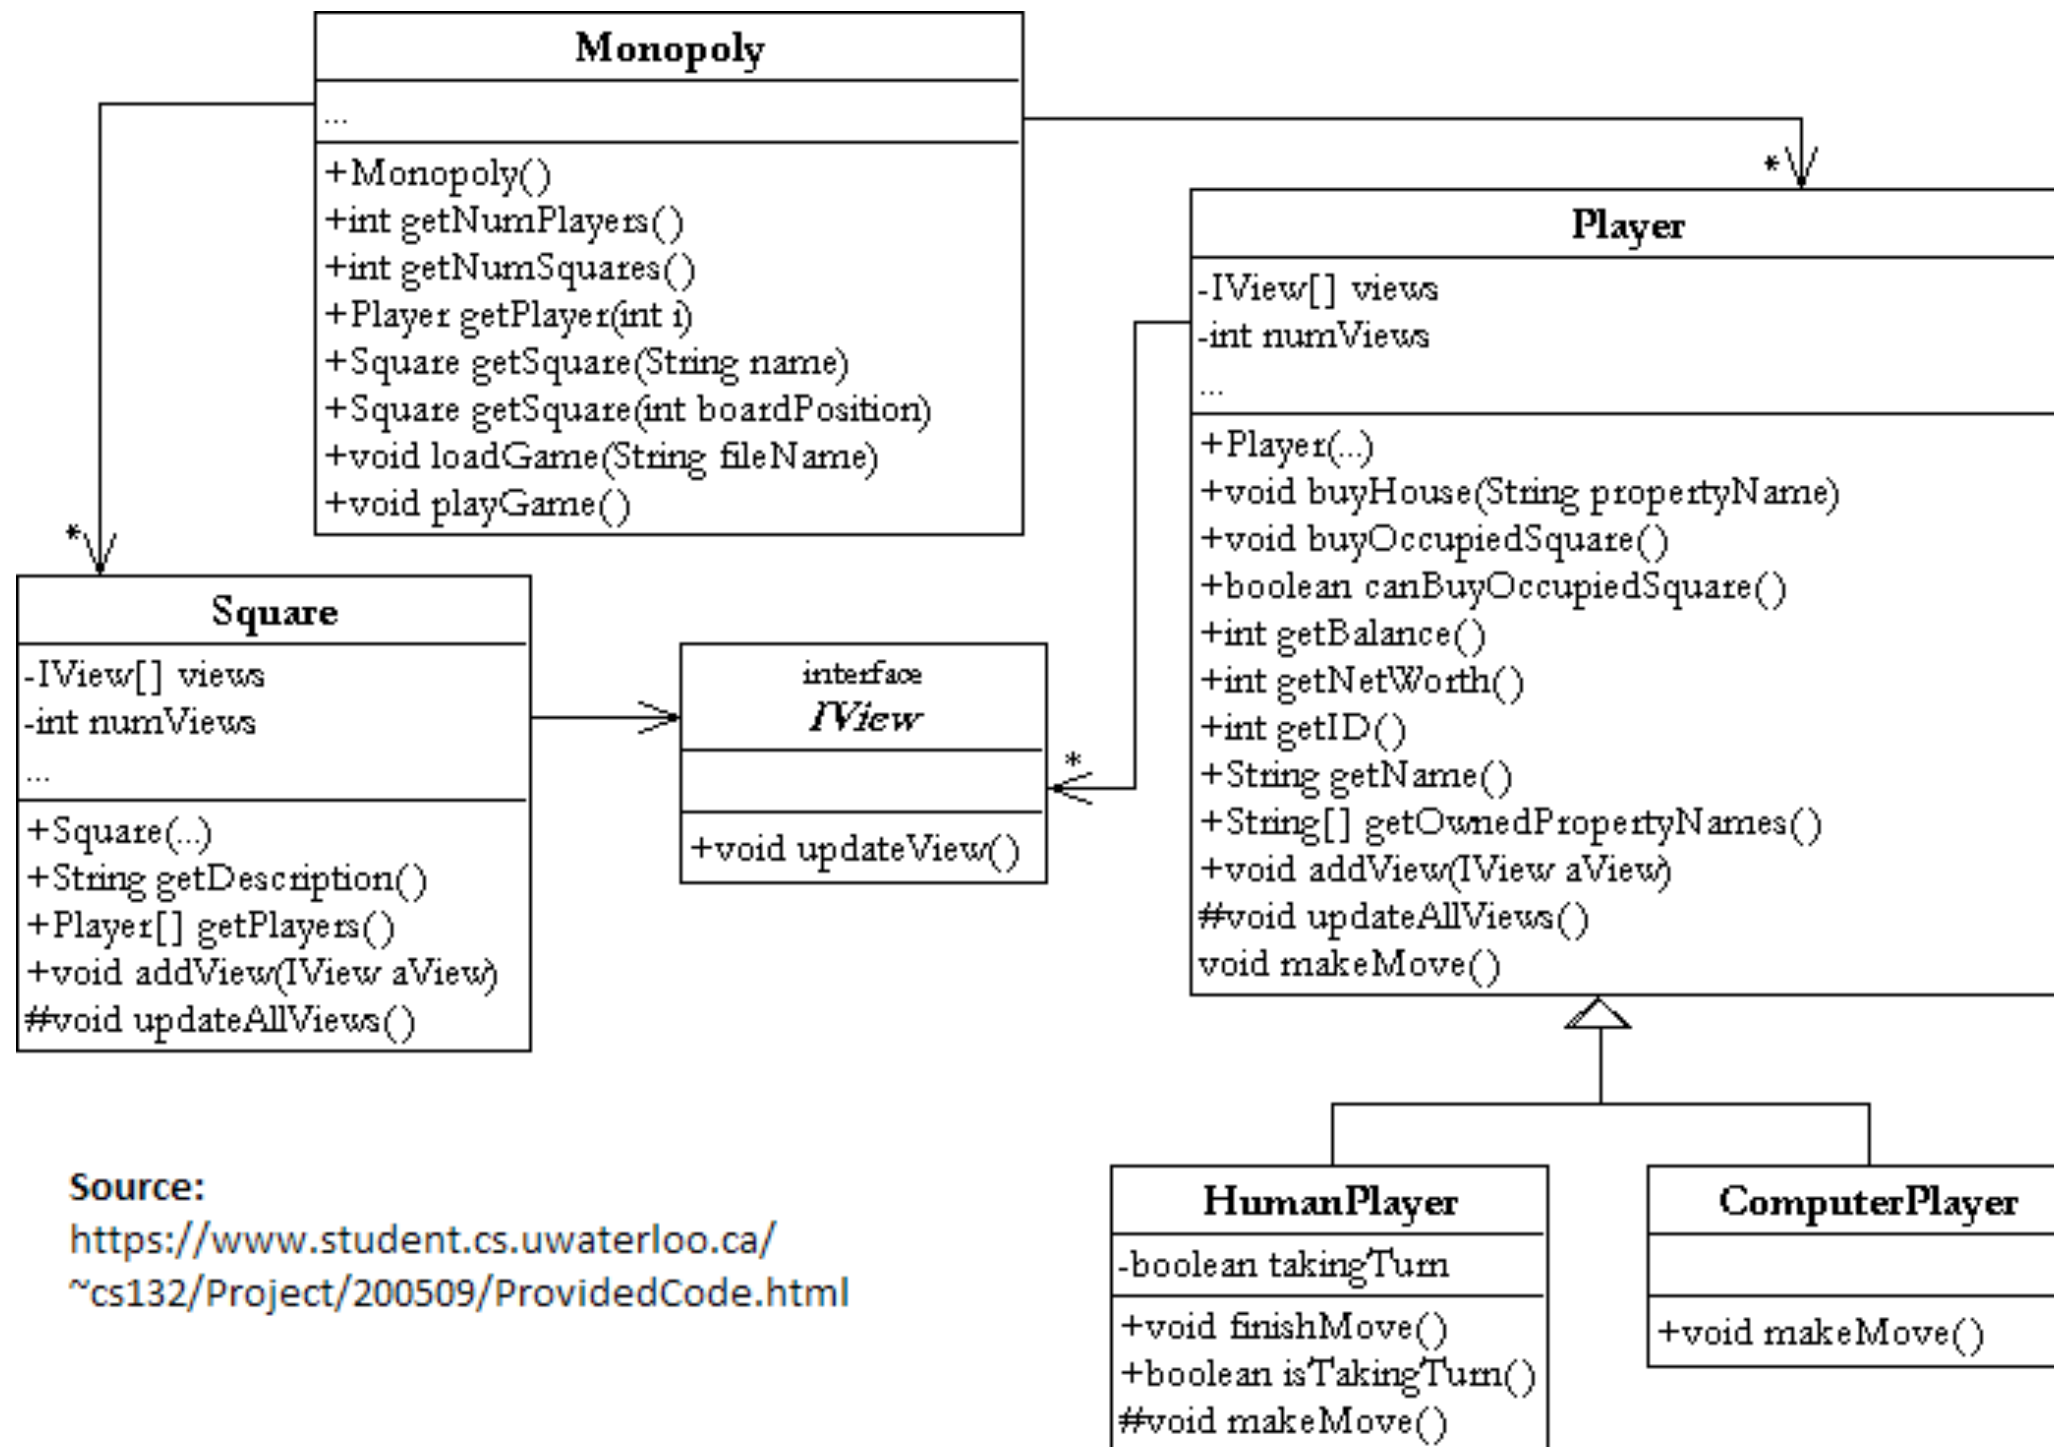 Monopoly
...
+Monopoly()
+int getNumPlayers()
+int getNumSquares()
+Player getPlayer(int i)
+Square getSquare(String name)
+Square getSquare(int boardPosition)
+void loadGame(String fileName)
+void playGame()
*
*
Player
-IView[] views
-int numViews
...
+Player(...)
+void buyHouse(String propertyName)
+void buyOccupiedSquare()
+boolean canBuyOccupiedSquare()
+int getBalance()
+int getNetWorth()
+int getID()
+String getName()
+String[] getOwnedPropertyNames()
+void addView(IView aView)
#void updateAllViews()
void makeMove()
Square
-IView[] views
-int numViews
...
+Square(...)
+String getDescription()
+Player[] getPlayers()
+void addView(IView aView)
#void updateAllViews()
interface
IView
*
+void updateView()
HumanPlayer
-boolean takingTurn
+void finishMove()
+boolean isTakingTurn()
#void makeMove()
ComputerPlayer
+void makeMove()
Source:
https://www.student.cs.uwaterloo.ca/
~cs132/Project/200509/ProvidedCode.html